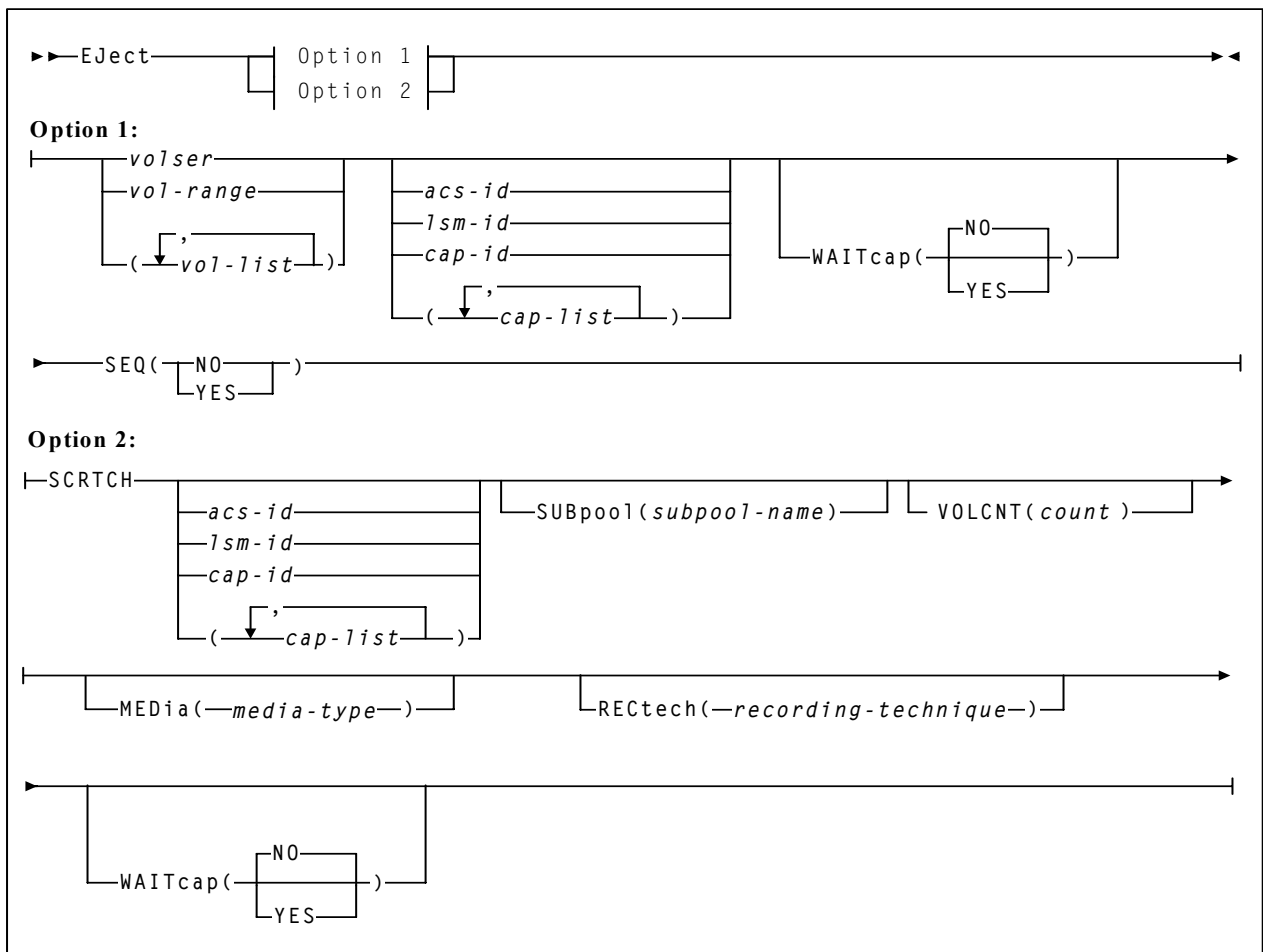 EJect Option 1
Option 2
Option 1:
volser
vol-range
,
( vol-list )
acs-id
lsm-id
cap-id
,
( cap-list )
WAITcap( NO )
YES
SEQ( NO )
YES
Option 2:
SCRTCH
acs-id
lsm-id
cap-id
,
( cap-list )
SUBpool(subpool-name)
VOLCNT(count )
MEDia( media-type )
RECtech( recording-technique )
WAITcap( NO )
YES